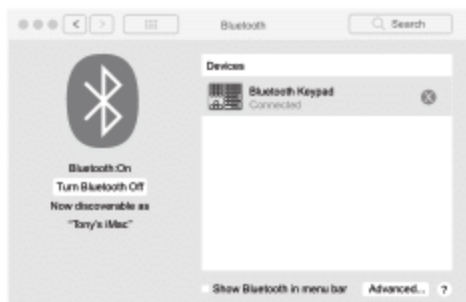 Bluetooth
Search
Devices
Bluetooth Keypad
Connected
Bluetooth:On
Turn Bluetooth Off
Now discoverable as
"Tony's iMac"
Show Bluetooth in menu bar
Advanced... ?